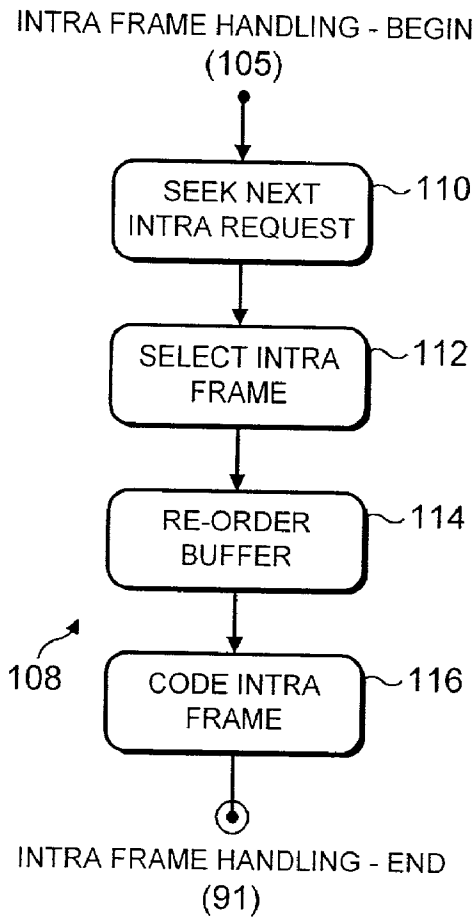 INTRA FRAME HANDLING - BEGIN
(105)
SEEK NEXT
INTRA REQUEST
110
SELECT INTRA
FRAME
112
RE-ORDER
BUFFER
114
108
CODE INTRA
FRAME
116
INTRA FRAME HANDLING - END
(91)